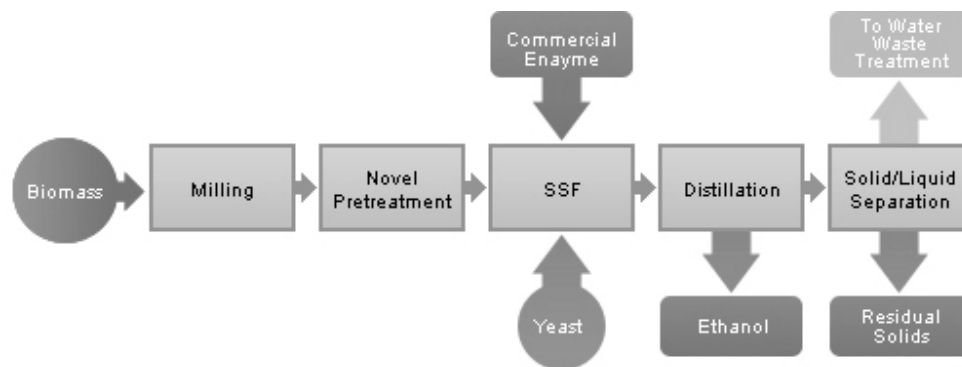 Commercial
Enayme
To Water
Waste
Treatment
Biomass
Milling
Novel
Pretreatment
SSF
Distillation
Solid/Liquid
Separation
Yeast
Ethanol
Residual
Solids